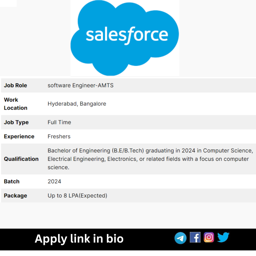 salesforce
Job Role software Engineer-AMTS
Work Location Hyderabad, Bangalore
Job Type Full Time
Experience Freshers
Bachelor of Engineering (B.E/B.Tech) graduating in 2024 in Computer Science,
Qualification Electrical Engineering, Electronics, or related fields with a focus on computer
science.
Batch 2024
Package Up to 8 LPA(Expected)
Apply link in bio